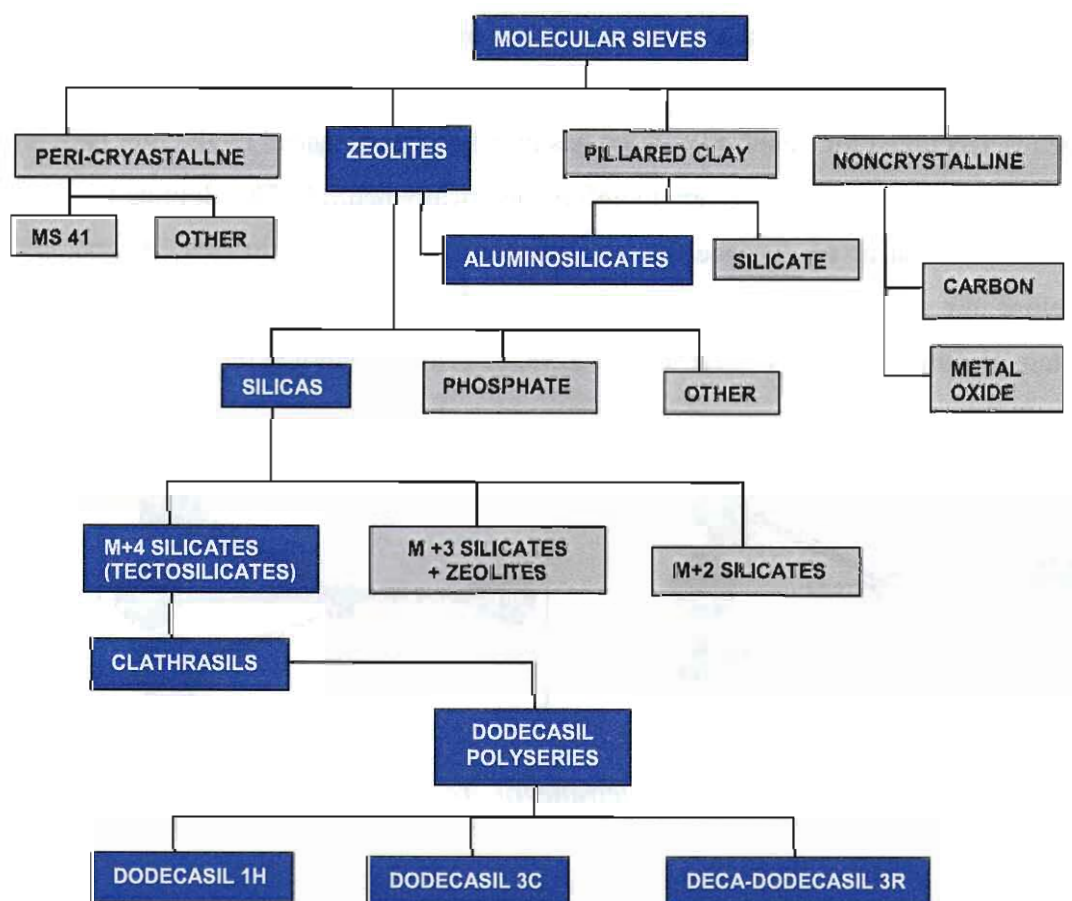 MOLECULAR SIEVES
PERI-CRYASTALLNE
ZEOLITES
PILLARED CLAY
NONCRYSTALLINE
MS 41
OTHER
ALUMINOSILICATES
SILICATE
CARBON
METAL
OXIDE
SILICAS
PHOSPHATE
OTHER
M+4 SILICATES
(TECTOSILICATES)
M +3 SILICATES
+ ZEOLITES
M+2 SILICATES
CLATHRASILS
DODECASIL
POLYSERIES
DODECASIL 1H
DODECASIL 3C
DECA-DODECASIL 3R